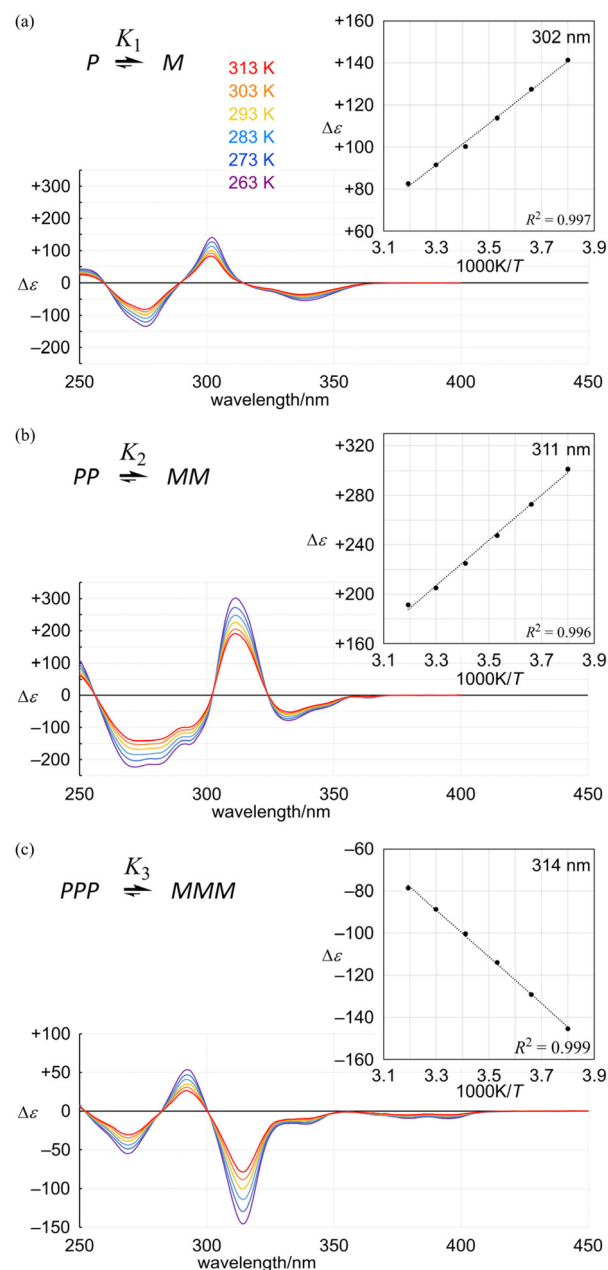 (a)
K1
P ⇌ M
313 K
303 K
293 K
283 K
273 K
263 K
302 nm
+160
+140
+120
Δε
+100
+80
+60
R² = 0.997
3.1 3.3 3.5 3.7 3.9
1000K/T
+300
+200
+100
Δε
0
−100
−200
250 300 350 400 450
wavelength/nm
(b)
K2
PP ⇌ MM
311 nm
+320
+280
Δε
+240
+200
+160
R² = 0.996
3.1 3.3 3.5 3.7 3.9
1000K/T
+300
+200
+100
Δε
0
−100
−200
250 300 350 400 450
wavelength/nm
(c)
K3
PPP ⇌ MMM
314 nm
−60
−80
−100
Δε
−120
−140
−160
R² = 0.999
3.1 3.3 3.5 3.7 3.9
1000K/T
+100
+50
Δε
0
−50
−100
−150
250 300 350 400 450
wavelength/nm